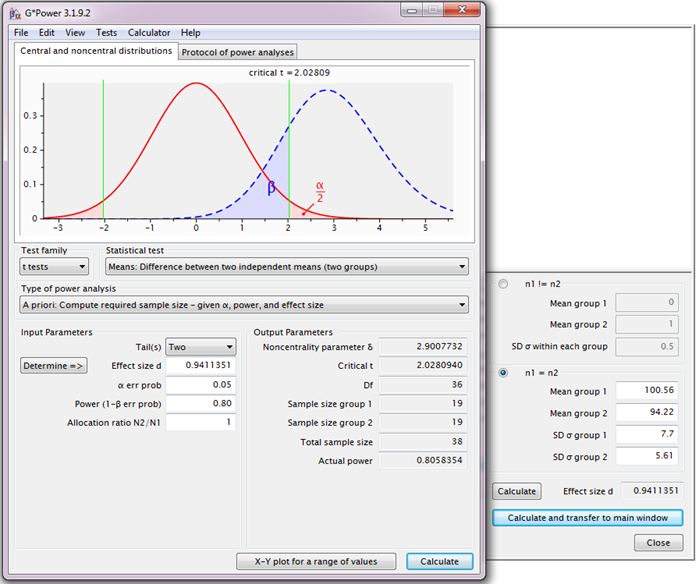 G*Power 3.1.9.2
File Edit View Tests Calculator Help
Central and noncentral distributions Protocol of power analyses
critical t = 2.02809
0.3
0.2
0.1
0
-3 -2 -1 0 1 2 3 4 5
β
α
2
Test family Statistical test
t tests Means: Difference between two independent means (two groups)
Type of power analysis
A priori: Compute required sample size – given α, power, and effect size
Input Parameters
Tail(s) Two
Determine => Effect size d 0.9411351
α err prob 0.05
Power (1-β err prob) 0.80
Allocation ratio N2/N1 1
Output Parameters
Noncentrality parameter δ 2.9007732
Critical t 2.0280940
Df 36
Sample size group 1 19
Sample size group 2 19
Total sample size 38
Actual power 0.8058354
X-Y plot for a range of values Calculate
n1 != n2
Mean group 1 0
Mean group 2 1
SD σ within each group 0.5
n1 = n2
Mean group 1 100.56
Mean group 2 94.22
SD σ group 1 7.7
SD σ group 2 5.61
Calculate Effect size d 0.9411351
Calculate and transfer to main window
Close